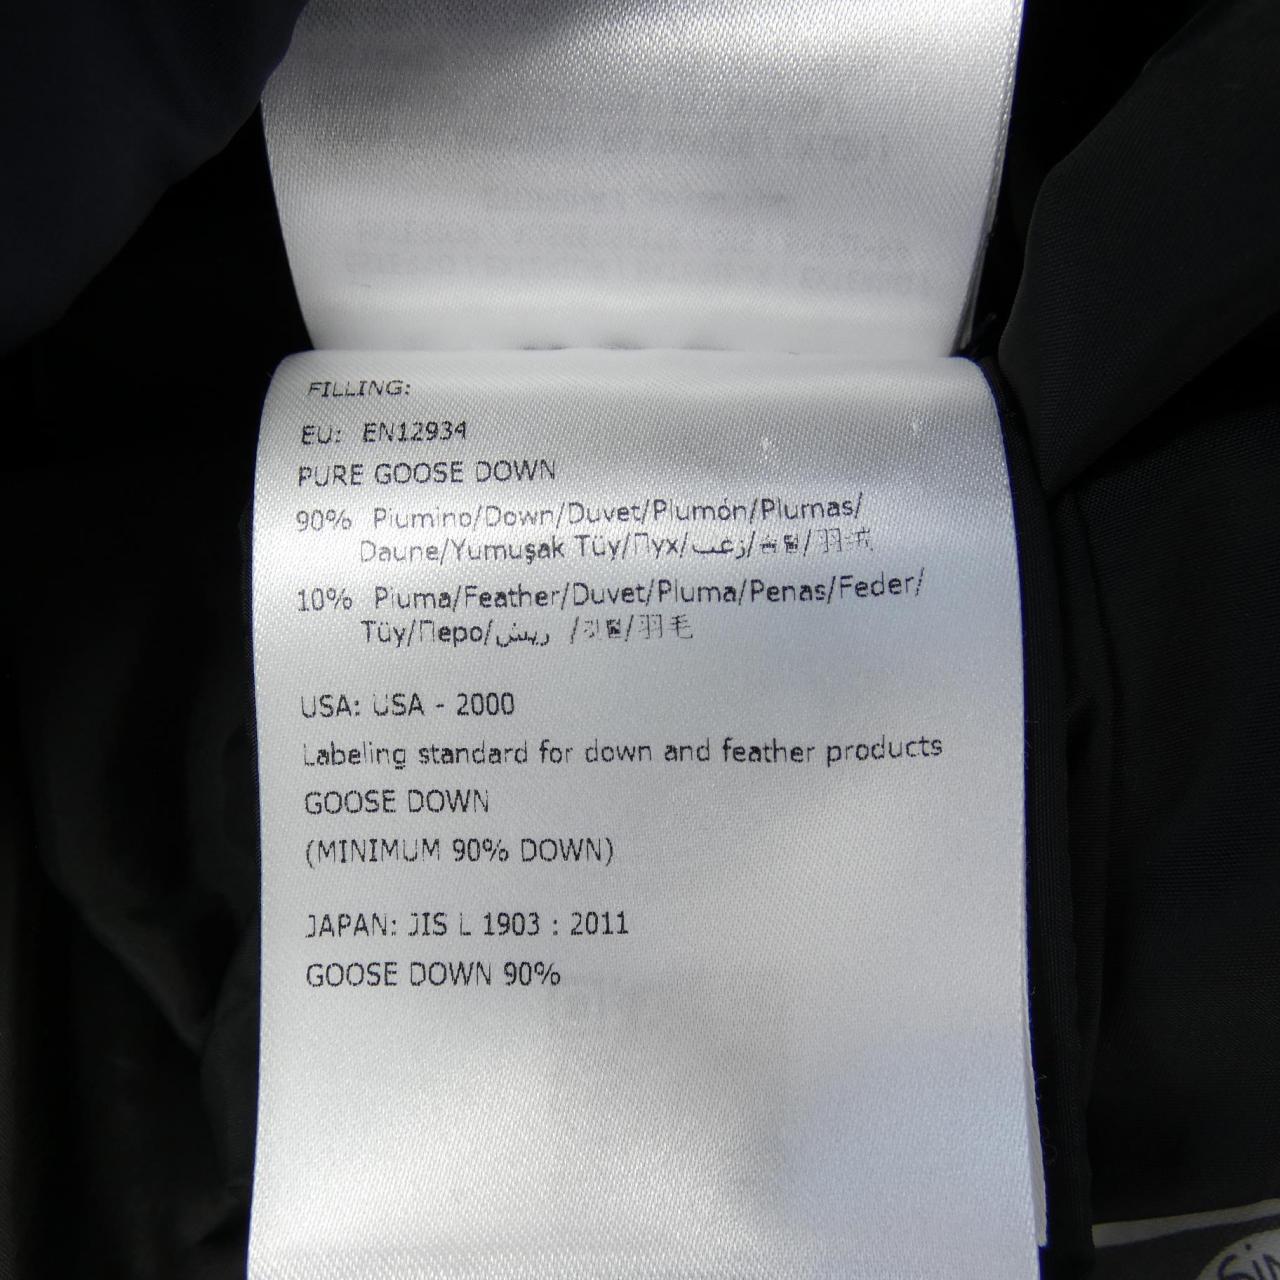 FILLING:
EU: EN12934
PURE GOOSE DOWN
90% Piumino/Down/Duvet/Plumón/Plumas/
Daune/Yumuşak Tüy/Пух/زغب/솜털/羽绒
10% Piuma/Feather/Duvet/Pluma/Penas/Feder/
Tüy/Перо/ريش /깃털/羽毛
USA: USA - 2000
Labeling standard for down and feather products
GOOSE DOWN
(MINIMUM 90% DOWN)
JAPAN: JIS L 1903 : 2011
GOOSE DOWN 90%